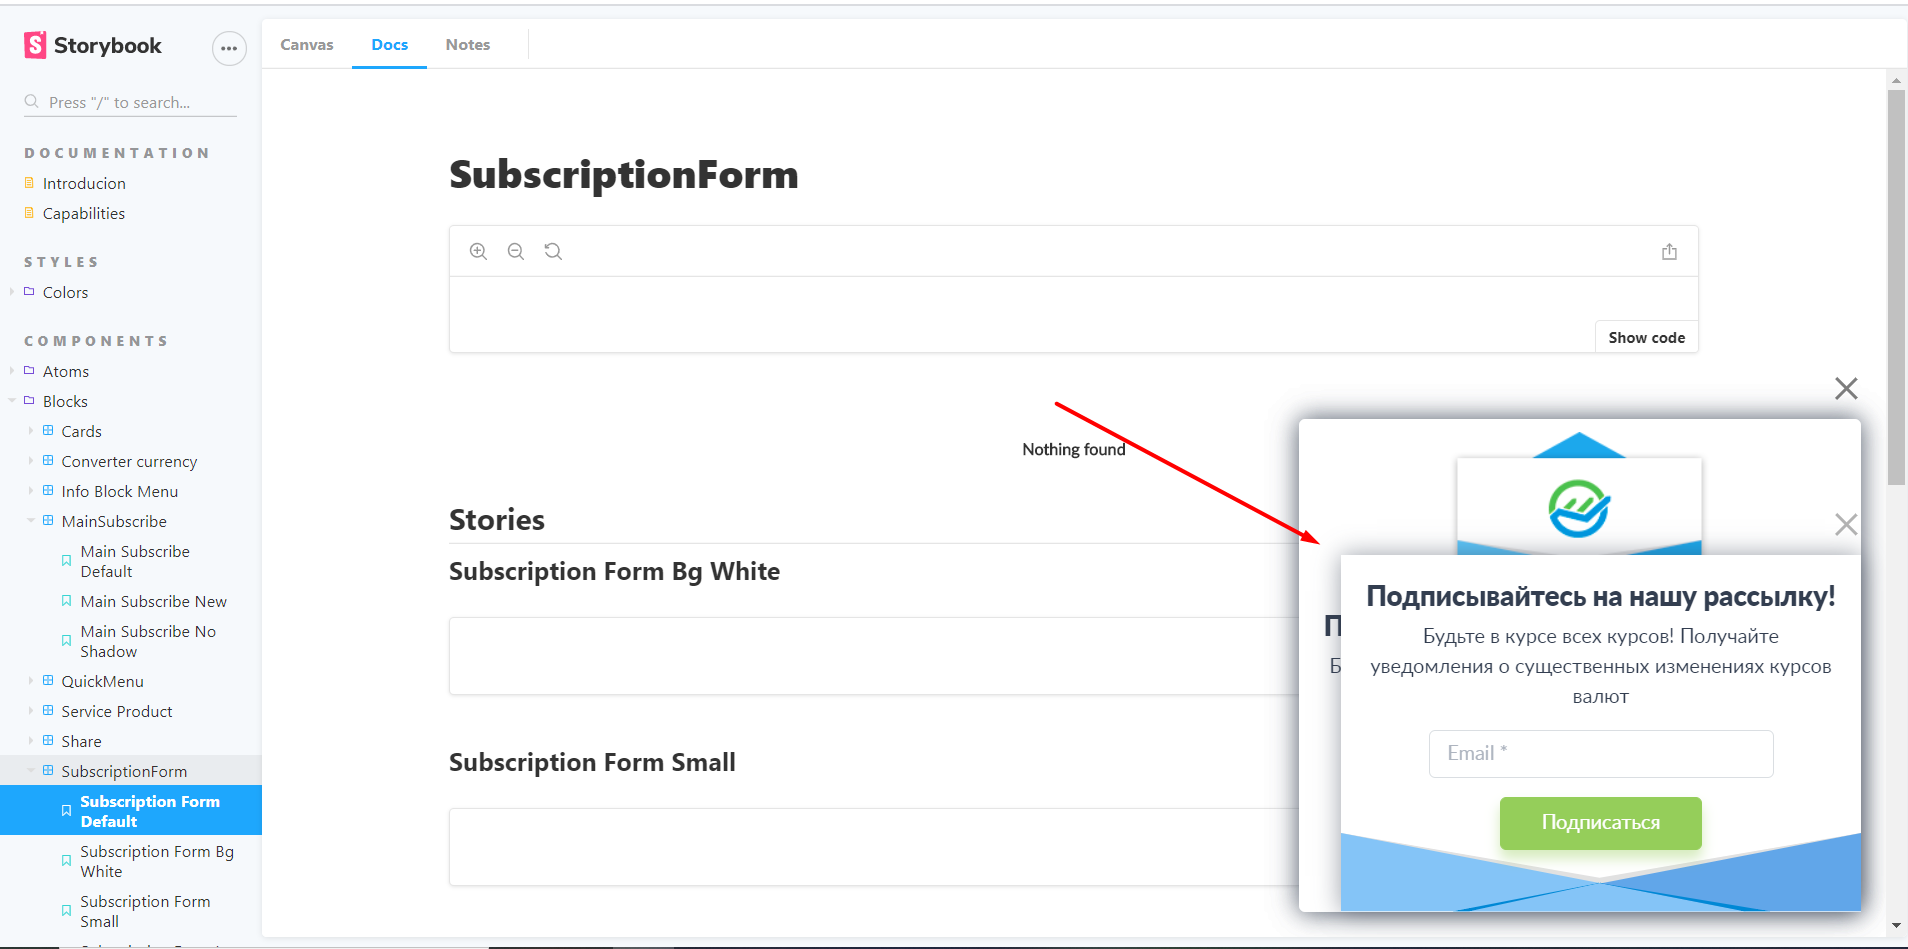 Storybook
Press "/" to search...
DOCUMENTATION
Introducion
Capabilities
STYLES
Colors
COMPONENTS
Atoms
Blocks
Cards
Converter currency
Info Block Menu
MainSubscribe
Main Subscribe
Default
Main Subscribe New
Main Subscribe No
Shadow
QuickMenu
Service Product
Share
SubscriptionForm
Subscription Form
Default
Subscription Form Bg
White
Subscription Form
Small
Canvas
Docs
Notes
SubscriptionForm
Show code
Nothing found
Stories
Subscription Form Bg White
Subscription Form Small
П
Б
Подписывайтесь на нашу рассылку!
Будьте в курсе всех курсов! Получайте
уведомления о существенных изменениях курсов
валют
Email *
Подписаться